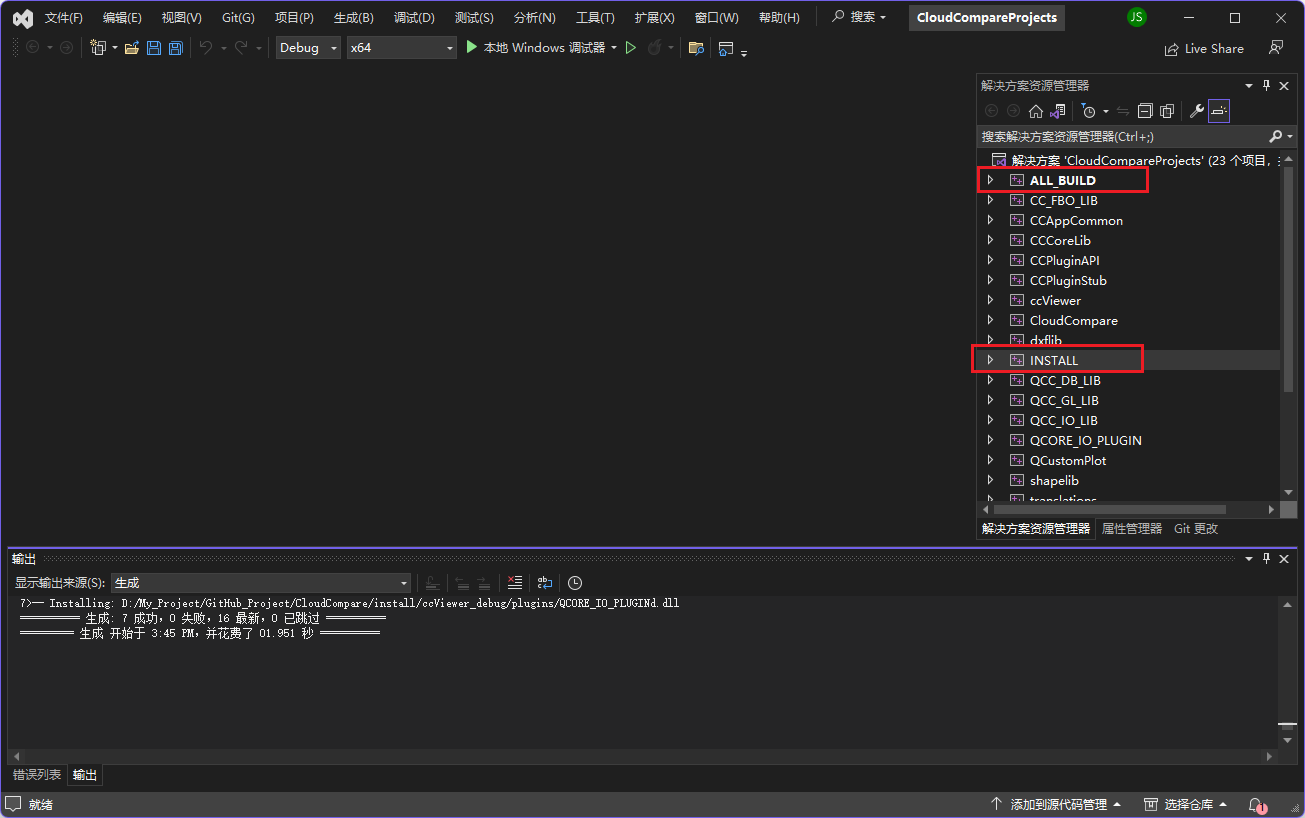 文件(F) 编辑(E) 视图(V) Git(G) 项目(P) 生成(B) 调试(D) 测试(S) 分析(N) 工具(T) 扩展(X) 窗口(W) 帮助(H) 搜索 CloudCompareProjects JS
Debug x64 本地 Windows 调试器 Live Share
解决方案资源管理器
搜索解决方案资源管理器(Ctrl+;)
解决方案 'CloudCompareProjects' (23 个项目,
ALL_BUILD
CC_FBO_LIB
CCAppCommon
CCCoreLib
CCPluginAPI
CCPluginStub
ccViewer
CloudCompare
dxflib
INSTALL
QCC_DB_LIB
QCC_GL_LIB
QCC_IO_LIB
QCORE_IO_PLUGIN
QCustomPlot
shapelib
translations
解决方案资源管理器 属性管理器 Git 更改
输出
显示输出来源(S): 生成
7>-- Installing: D:/My_Project/GitHub_Project/CloudCompare/install/ccViewer_debug/plugins/QCORE_IO_PLUGINd.dll
========== 生成: 7 成功，0 失败，16 最新，0 已跳过 ==========
========= 生成 开始于 3:45 PM，并花费了 01.951 秒 ==========
错误列表 输出
就绪 添加到源代码管理 选择仓库 1